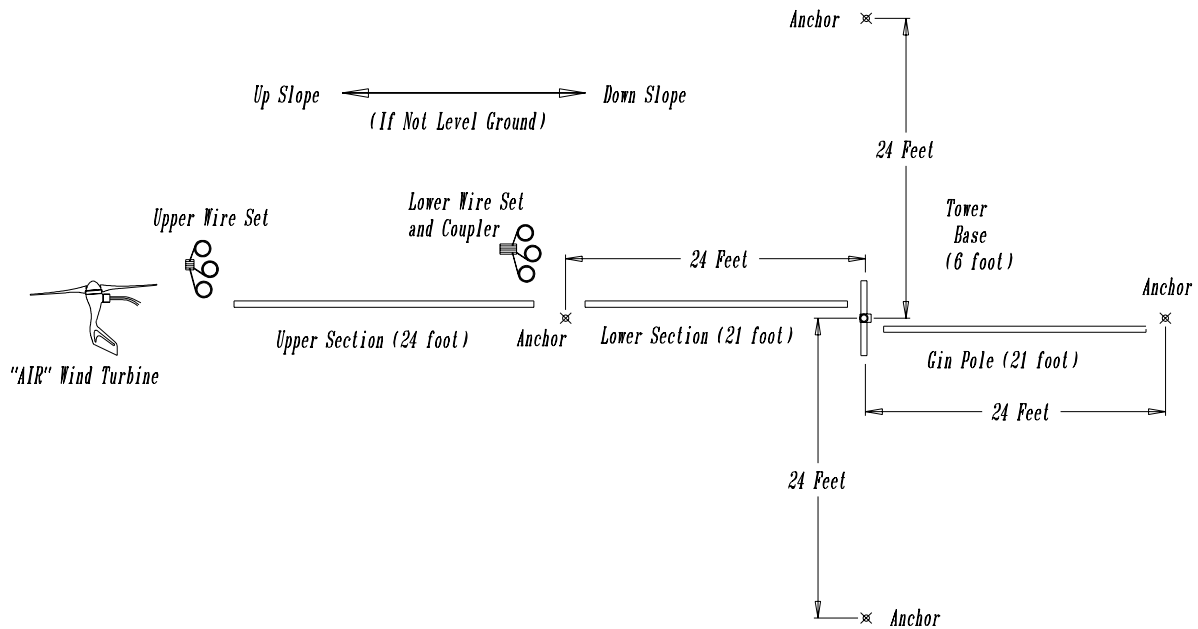 Anchor
Up Slope
Down Slope
(If Not Level Ground)
24 Feet
Upper Wire Set
Lower Wire Set
and Coupler
Tower
Base
(6 foot)
24 Feet
Anchor
Upper Section (24 foot)
Anchor
Lower Section (21 foot)
Gin Pole (21 foot)
"AIR" Wind Turbine
24 Feet
24 Feet
Anchor